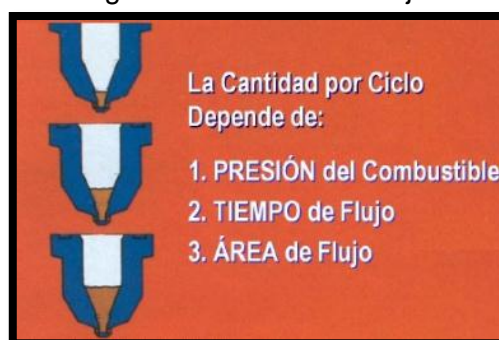 La Cantidad por Ciclo
Depende de:
1. PRESIÓN del Combustible
2. TIEMPO de Flujo
3. ÁREA de Flujo